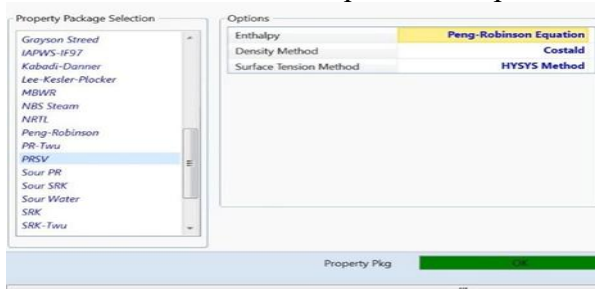 Property Package Selection
Grayson Streed
IAPWS-IF97
Kabadi-Danner
Lee-Kesler-Plocker
MBWR
NBS Steam
NRTL
Peng-Robinson
PR-Twu
PRSV
Sour PR
Sour SRK
Sour Water
SRK
SRK-Twu
Options
Enthalpy Peng-Robinson Equation
Density Method Costald
Surface Tension Method HYSYS Method
Property Pkg OK